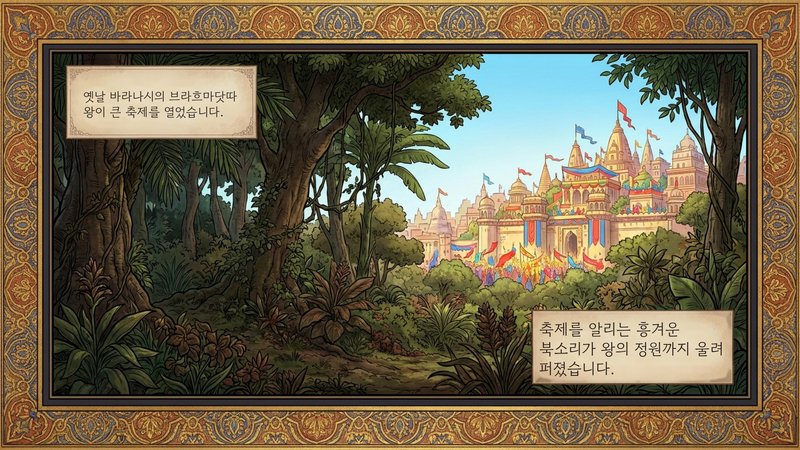 옛날 바라나시의 브라흐마닷따
왕이 큰 축제를 열었습니다.
축제를 알리는 흥겨운
북소리가 왕의 정원까지 울려
퍼졌습니다.